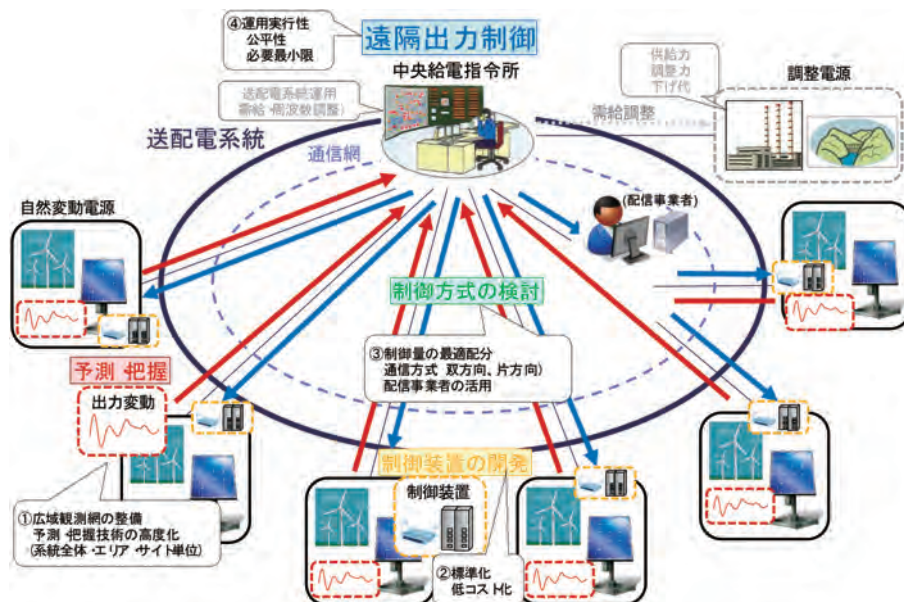 ④運用実行性
公平性
必要最小限
遠隔出力制御
中央給電指令所
送配電系統運用
需給・周波数調整)
供給力
調整力
下げ代
調整電源
需給調整
送配電系統
通信網
自然変動電源
(配信事業者)
制御方式の検討
③制御量の最適配分
通信方式 双方向、片方向)
配信事業者の活用
予測・把握
出力変動
①広域観測網の整備
予測・把握技術の高度化
(系統全体・エリア・サイト単位)
制御装置の開発
制御装置
②標準化
低コスト化